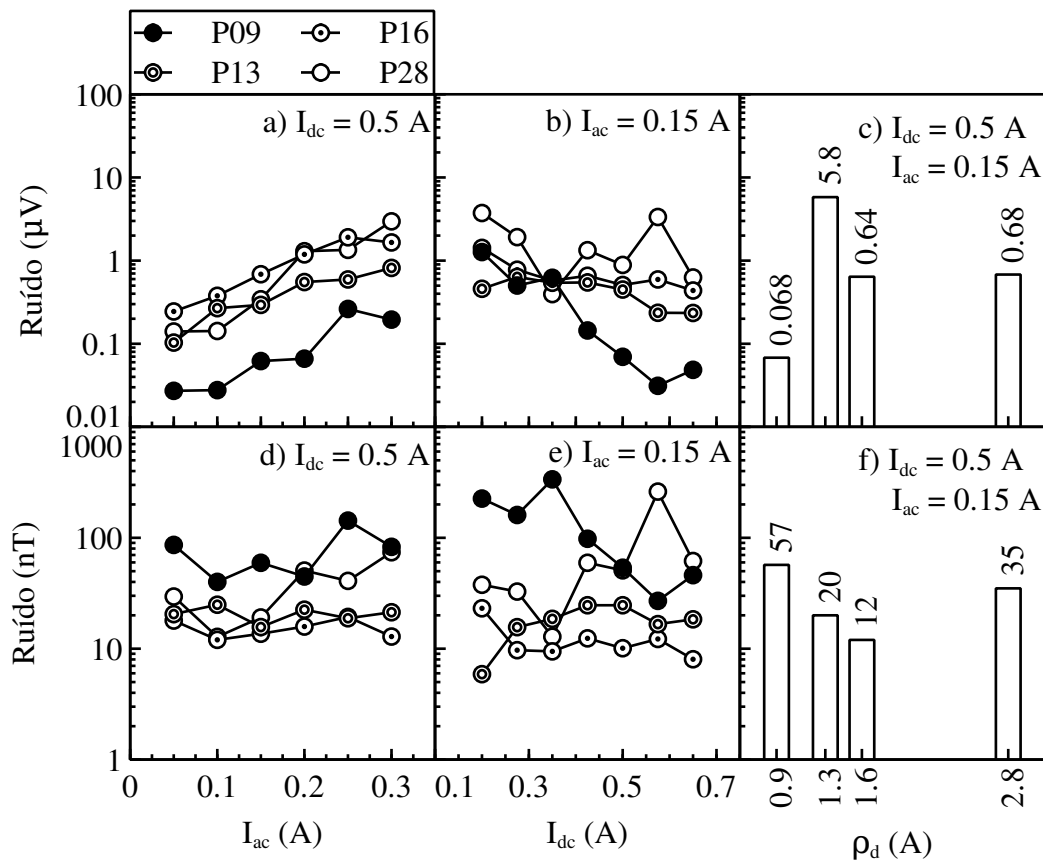 P09 P16
P13 P28
a) I_dc = 0.5 A
b) I_ac = 0.15 A
c) I_dc = 0.5 A
I_ac = 0.15 A
100
10
1
0.1
0.01
Ruído (µV)
0.068
5.8
0.64
0.68
d) I_dc = 0.5 A
e) I_ac = 0.15 A
f) I_dc = 0.5 A
I_ac = 0.15 A
1000
100
10
1
Ruído (nT)
57
20
12
35
0 0.1 0.2 0.3
0.1 0.3 0.5 0.7
0.9 1.3 1.6 2.8
I_ac (A)
I_dc (A)
ρ_d (A)